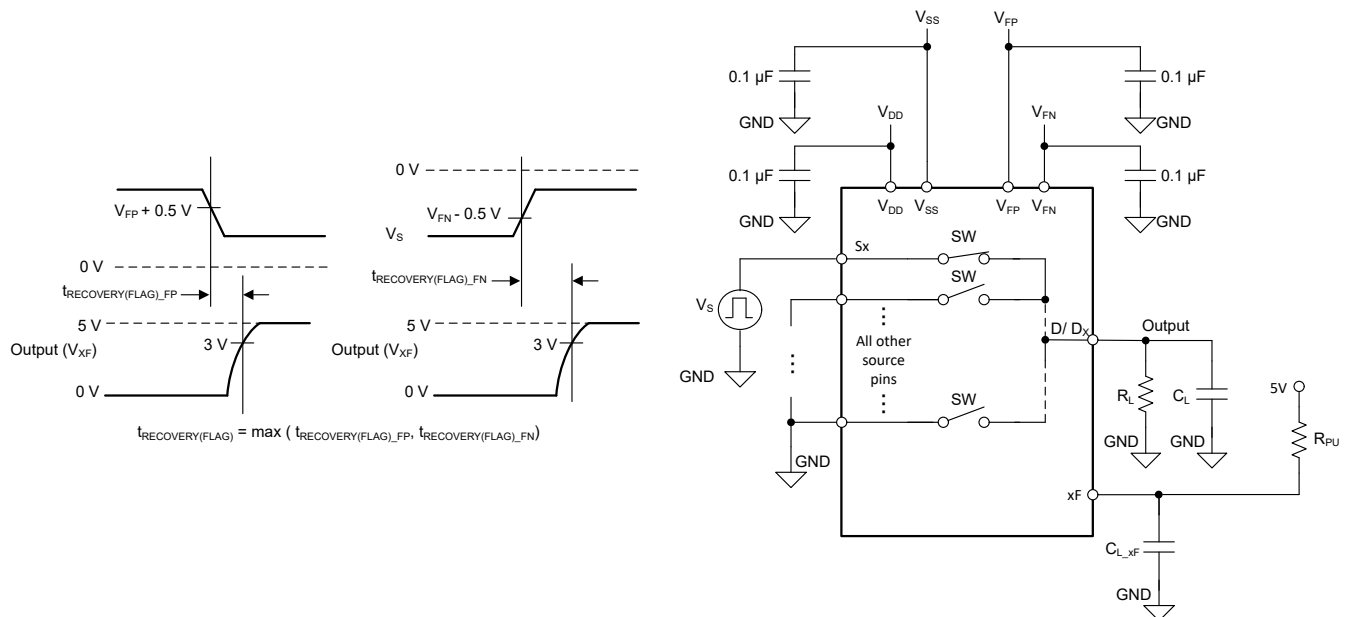 0 V
V_FP + 0.5 V
0 V
t_RECOVERY(FLAG)_FP
5 V
Output (V_XF)
3 V
0 V
0 V
V_FN - 0.5 V
V_S
t_RECOVERY(FLAG)_FN
5 V
Output (V_XF)
3 V
0 V
t_RECOVERY(FLAG) = max ( t_RECOVERY(FLAG)_FP, t_RECOVERY(FLAG)_FN)
V_SS
V_FP
0.1 µF
0.1 µF
GND
V_DD
V_FN
GND
0.1 µF
0.1 µF
GND
V_DD
V_SS
V_FP
V_FN
GND
Sx
SW
SW
V_S
GND
⋮
All other
source
pins
⋮
⋮
SW
GND
D/ D_X
Output
R_L
C_L
GND
GND
5V
R_PU
xF
C_L_xF
GND